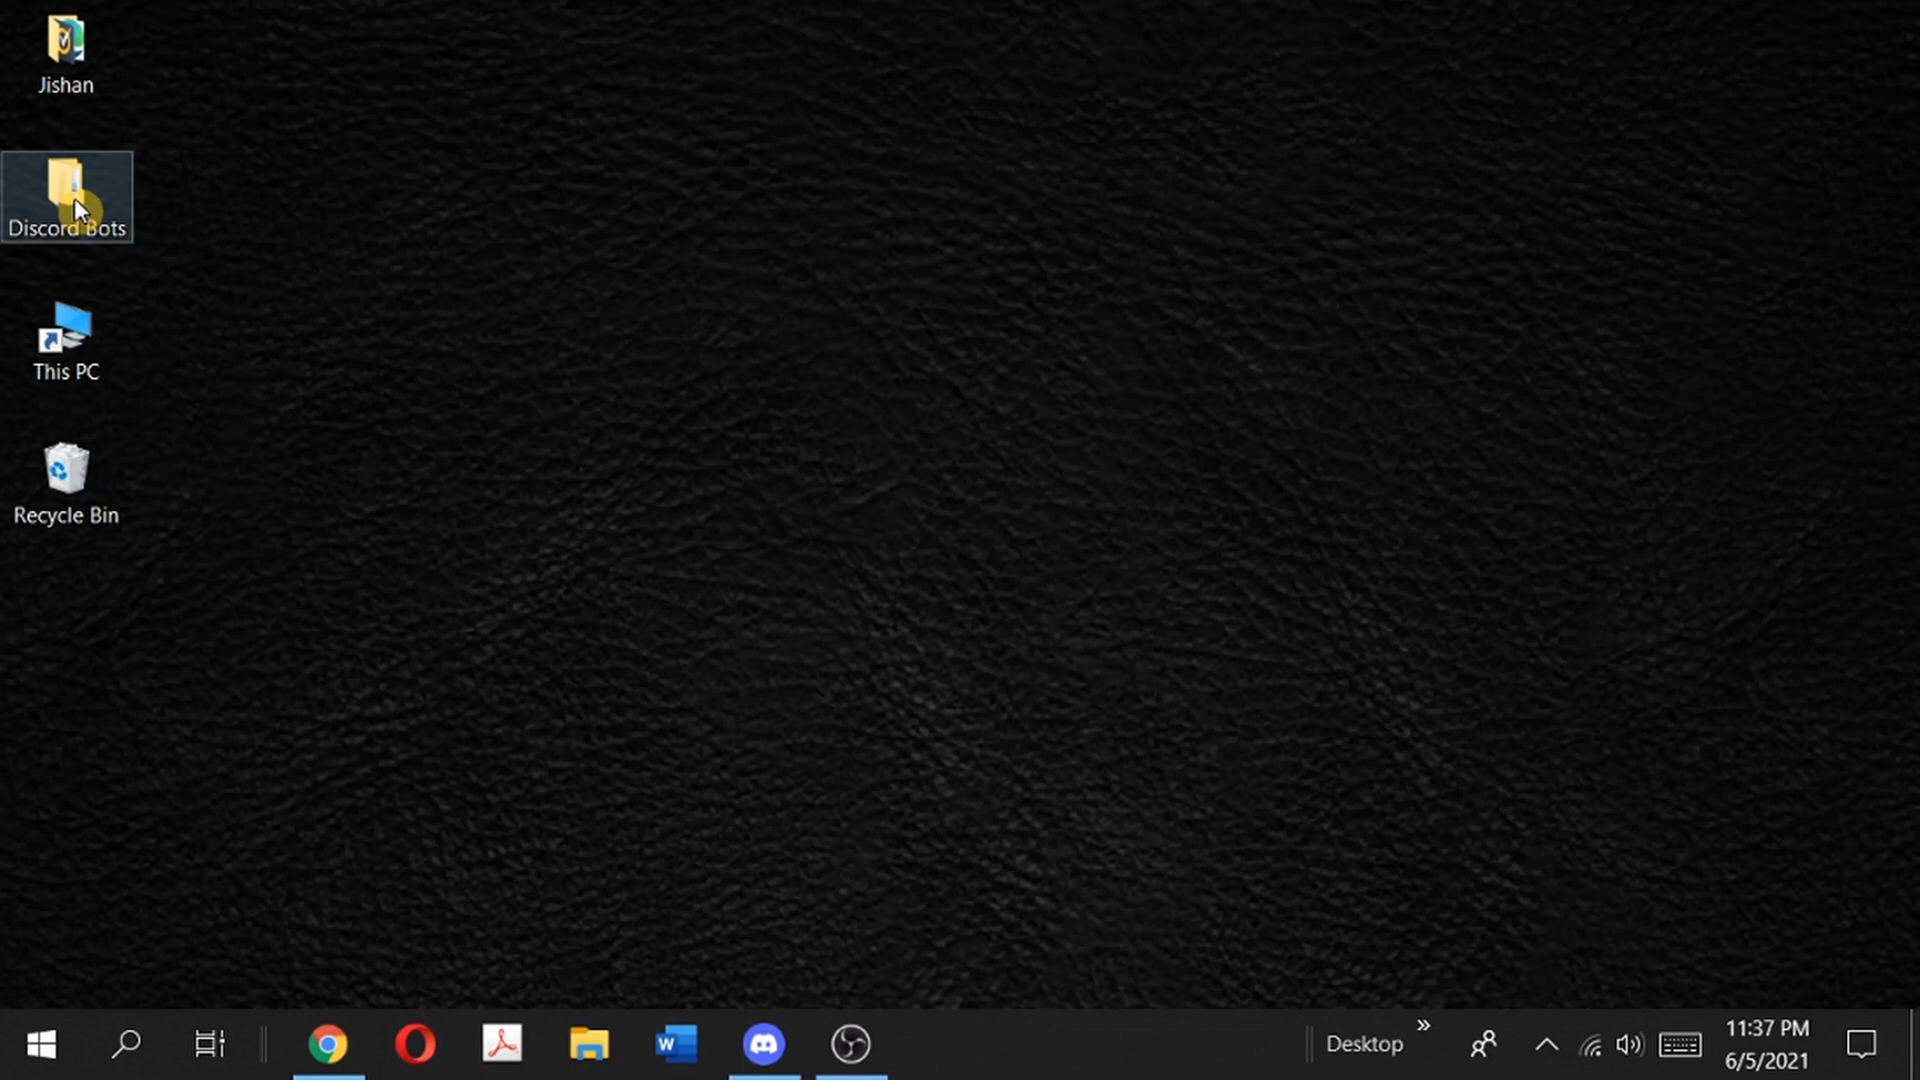 Jishan
Discord Bots
This PC
Recycle Bin
Desktop
11:37 PM
6/5/2021